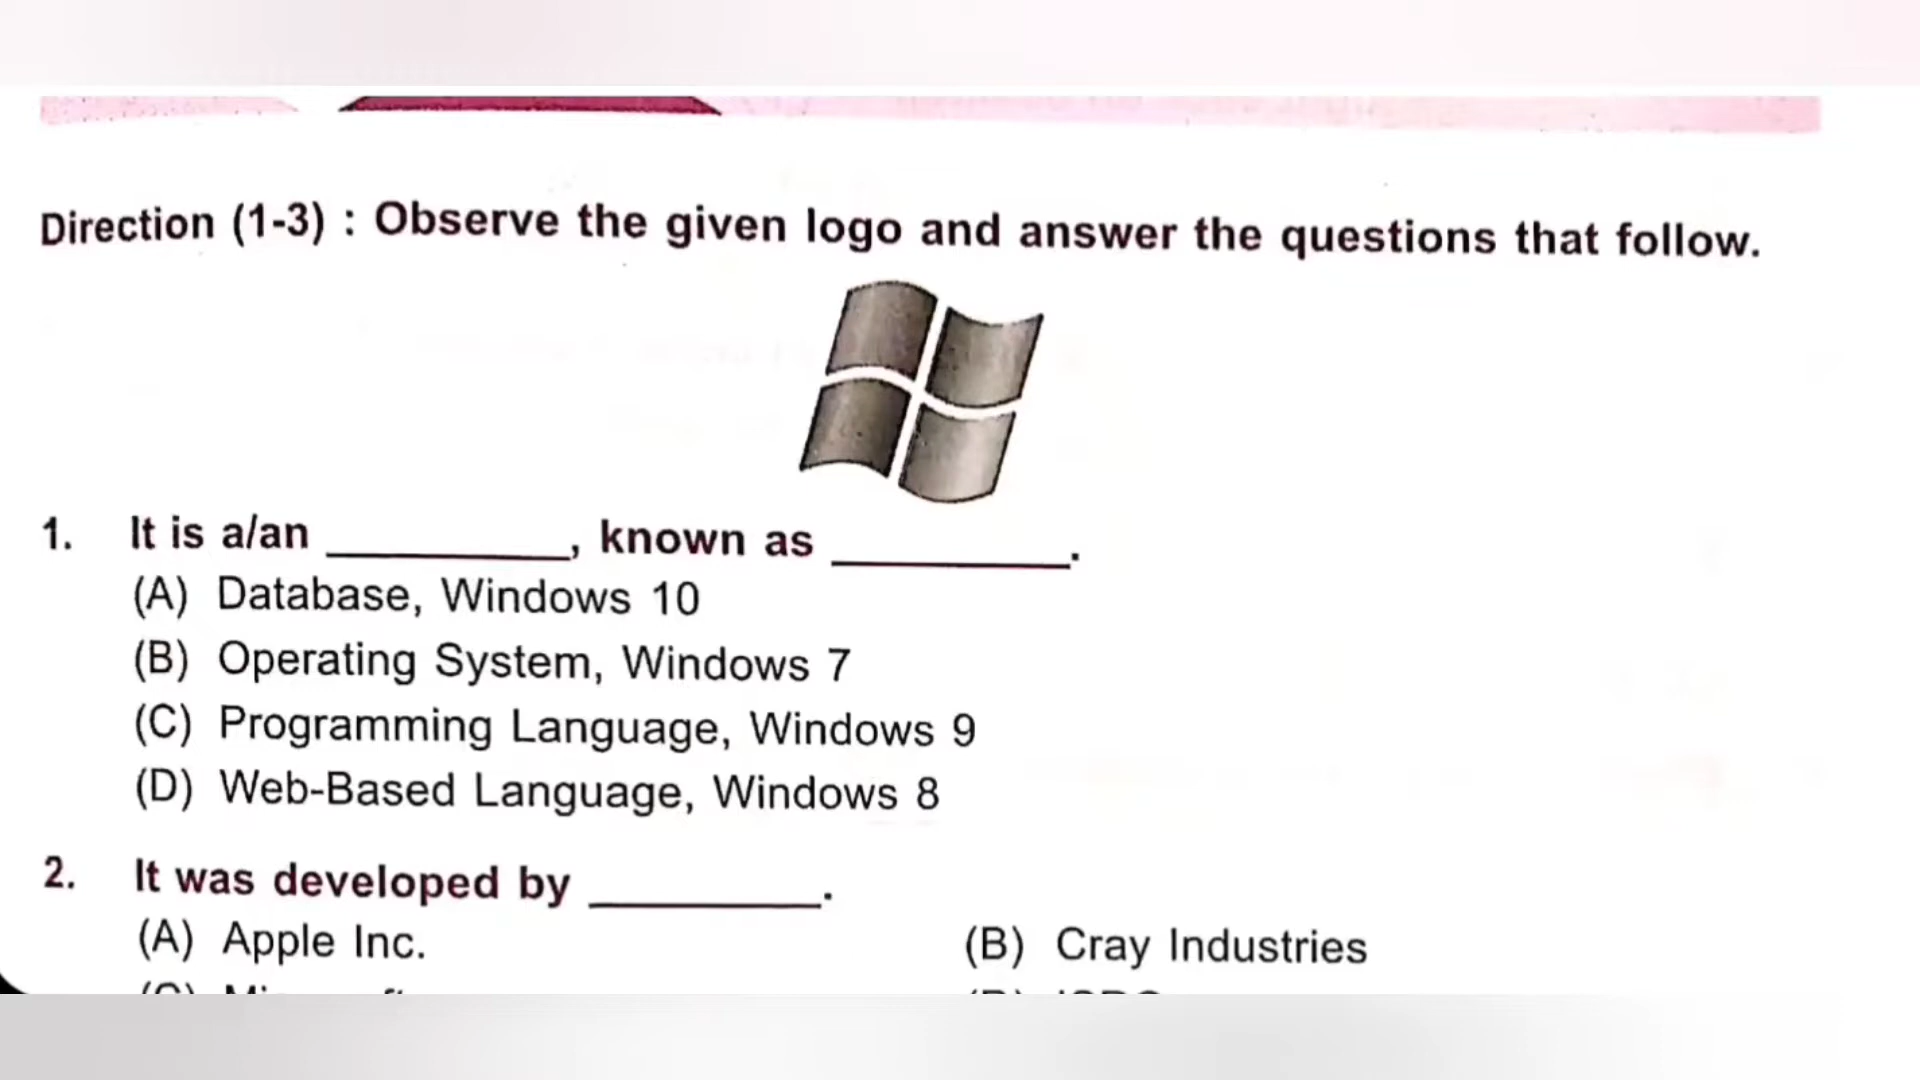 Direction (1-3) : Observe the given logo and answer the questions that follow.
1. It is a/an __________, known as __________.
(A) Database, Windows 10
(B) Operating System, Windows 7
(C) Programming Language, Windows 9
(D) Web-Based Language, Windows 8
2. It was developed by __________.
(A) Apple Inc. (B) Cray Industries